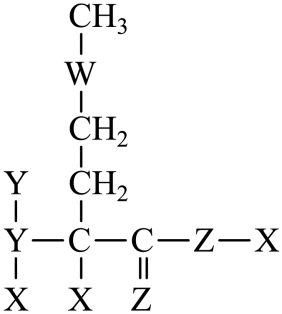 CH₃
W
CH₂
Y CH₂
Y C C Z X
X X Z